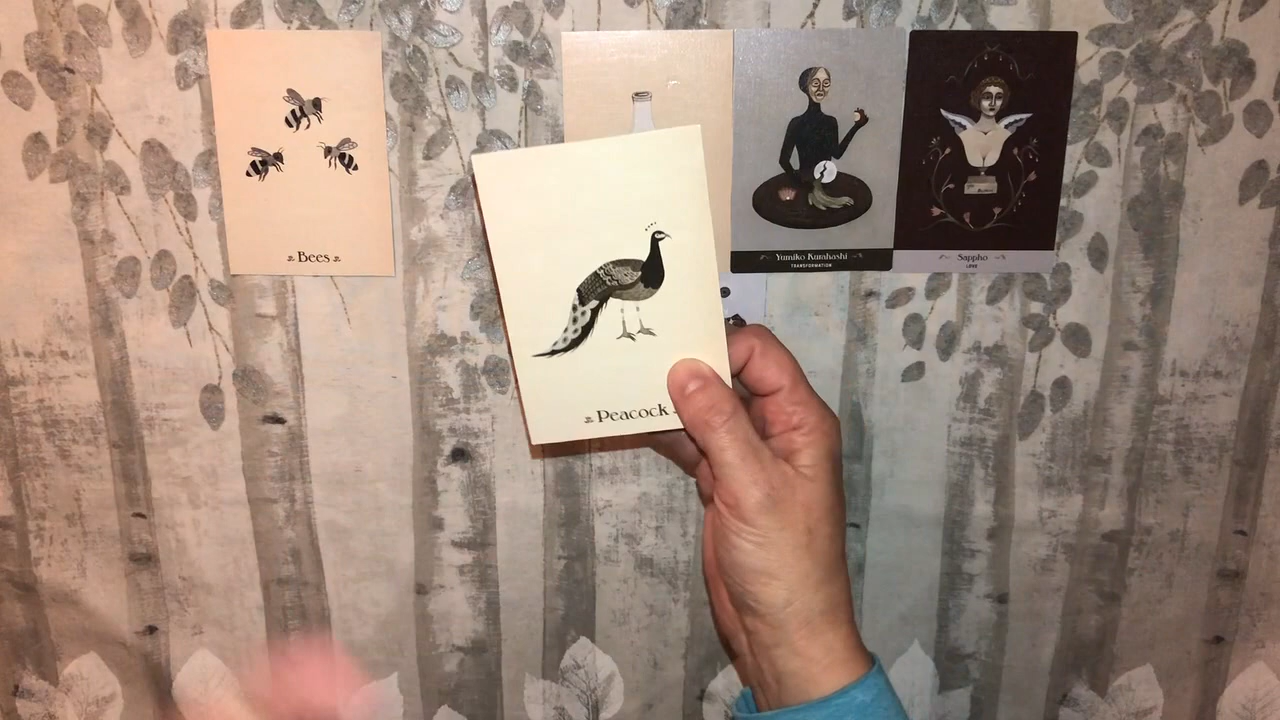 Bees
Yumiko Kurahashi
TRANSFORMATION
Sappho
LOVE
Peacock